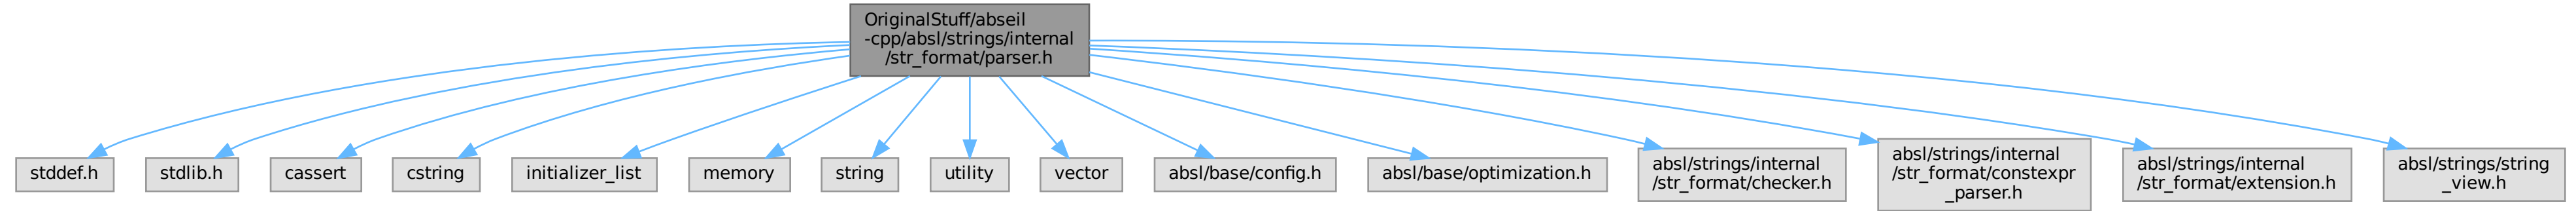 OriginalStuff/abseil
-cpp/absl/strings/internal
/str_format/parser.h
stddef.h
stdlib.h
cassert
cstring
initializer_list
memory
string
utility
vector
absl/base/config.h
absl/base/optimization.h
absl/strings/internal
/str_format/checker.h
absl/strings/internal
/str_format/constexpr
_parser.h
absl/strings/internal
/str_format/extension.h
absl/strings/string
_view.h